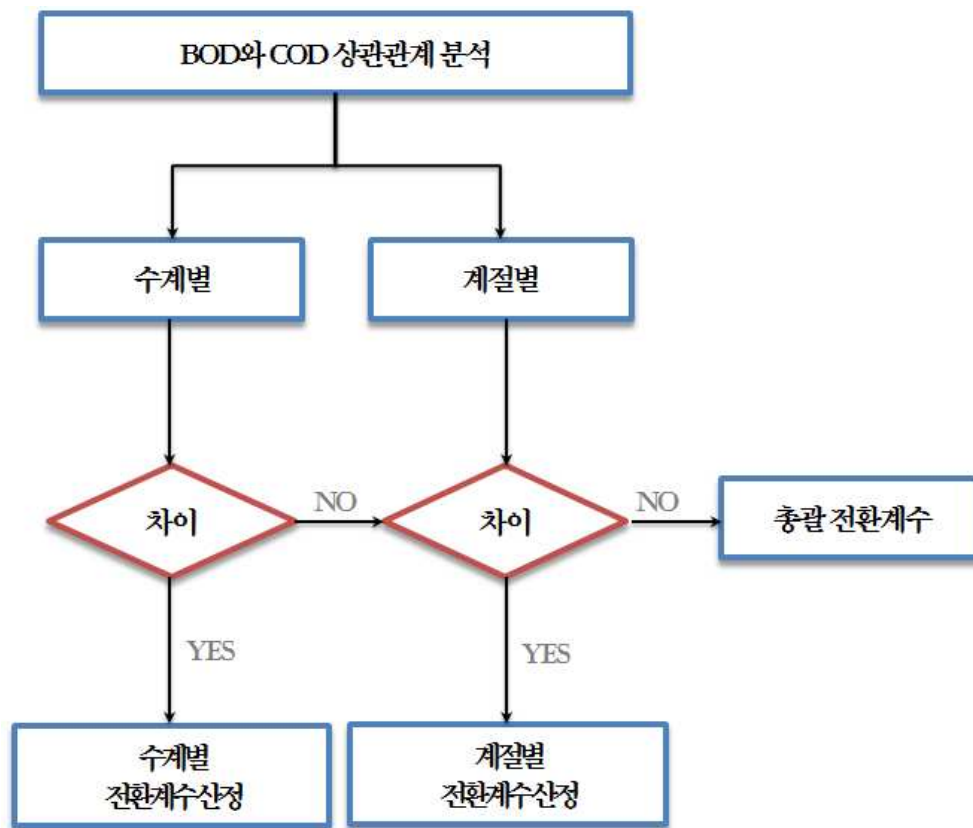 BOD와 COD 상관관계 분석
수계별
계절별
차이
NO
차이
NO
총괄 전환계수
YES
YES
수계별
전환계수산정
계절별
전환계수산정